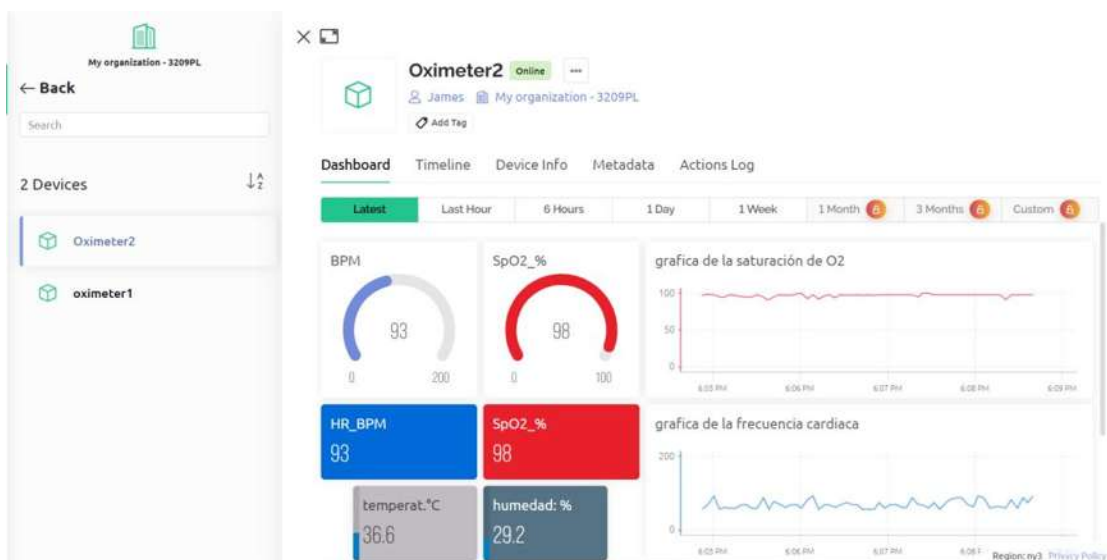 My organization - 3209PL
← Back
Search
2 Devices
Oximeter2
oximeter1
Oximeter2 Online
James My organization - 3209PL
Add Tag
Dashboard Timeline Device Info Metadata Actions Log
Latest Last Hour 6 Hours 1 Day 1 Week 1 Month 3 Months Custom
BPM
93
0 200
SpO2_%
98
0 100
grafica de la saturación de O2
100
50
0
6:05 PM 6:06 PM 6:07 PM 6:08 PM 6:09 PM
HR_BPM
93
SpO2_%
98
temperat.°C
36.6
humedad: %
29.2
grafica de la frecuencia cardiaca
200
0
6:05 PM 6:06 PM 6:07 PM
Region: ny3 Privacy Policy